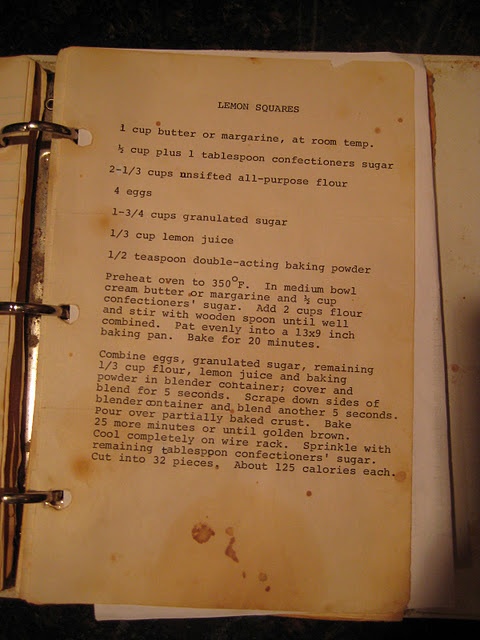 LEMON SQUARES
1 cup butter or margarine, at room temp.
½ cup plus 1 tablespoon confectioners sugar
2-1/3 cups unsifted all-purpose flour
4 eggs
1-3/4 cups granulated sugar
1/3 cup lemon juice
1/2 teaspoon double-acting baking powder
Preheat oven to 350°F. In medium bowl
cream butter or margarine and ½ cup
confectioners' sugar. Add 2 cups flour
and stir with wooden spoon until well
combined. Pat evenly into a 13x9 inch
baking pan. Bake for 20 minutes.
Combine eggs, granulated sugar, remaining
1/3 cup flour, lemon juice and baking
powder in blender container; cover and
blend for 5 seconds. Scrape down sides of
blender container and blend another 5 seconds.
Pour over partially baked crust. Bake
25 more minutes or until golden brown.
Cool completely on wire rack. Sprinkle with
remaining tablespoon confectioners' sugar.
Cut into 32 pieces. About 125 calories each.